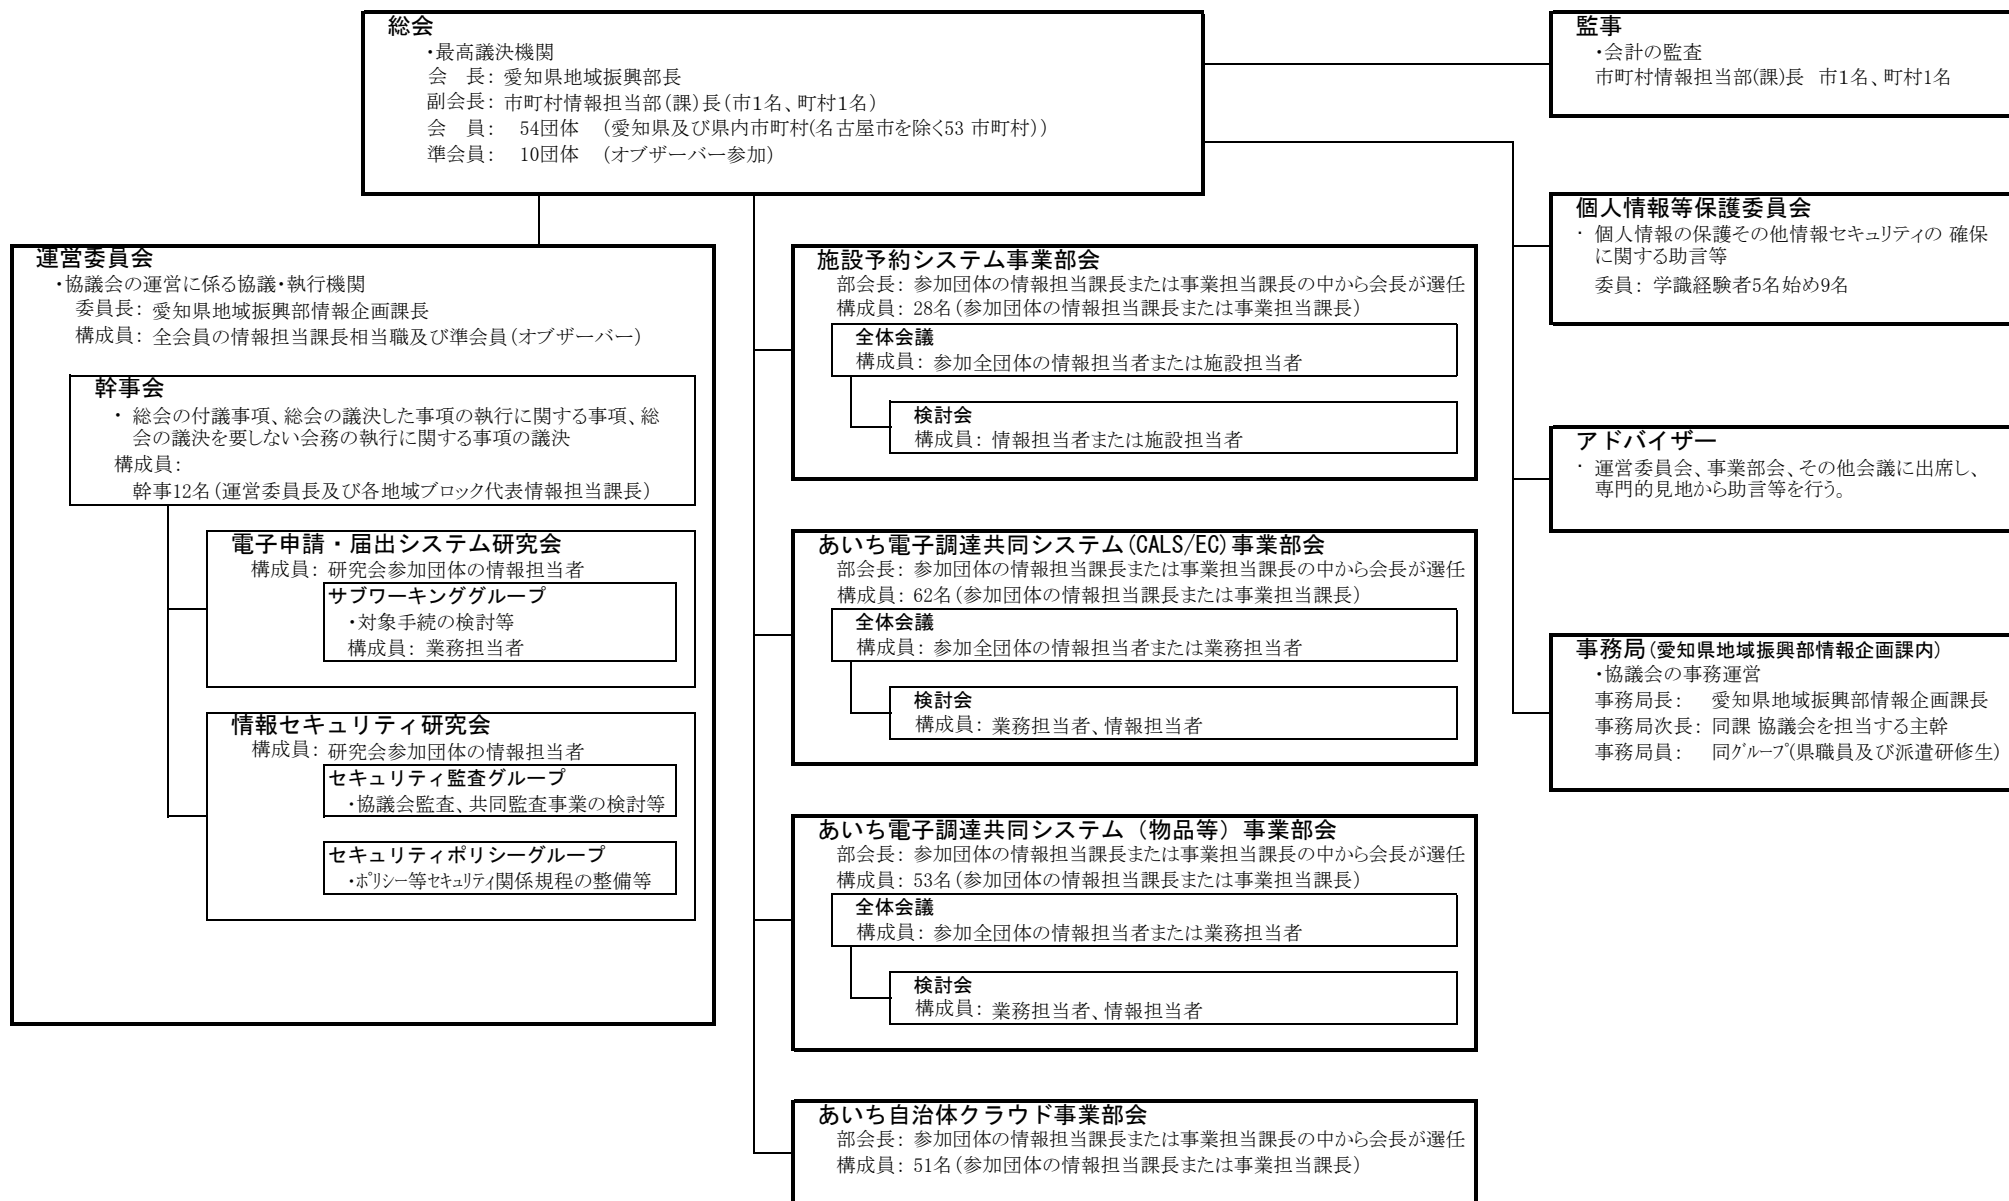 総会
・最高議決機関
会　長： 愛知県地域振興部長
副会長： 市町村情報担当部（課）長（市1名、町村1名）
会　員：　54団体　（愛知県及び県内市町村(名古屋市を除く53 市町村)）
準会員：　10団体　（オブザーバー参加）
監事
・会計の監査
市町村情報担当部(課)長　市1名、町村1名
個人情報等保護委員会
・ 個人情報の保護その他情報セキュリティの 確保
に関する助言等
委員： 学識経験者5名始め9名
アドバイザー
・ 運営委員会、事業部会、その他会議に出席し、
専門的見地から助言等を行う。
事務局(愛知県地域振興部情報企画課内)
・協議会の事務運営
事務局長：　愛知県地域振興部情報企画課長
事務局次長： 同課 協議会を担当する主幹
事務局員：　同グループ(県職員及び派遣研修生)
運営委員会
・協議会の運営に係る協議・執行機関
委員長： 愛知県地域振興部情報企画課長
構成員： 全会員の情報担当課長相当職及び準会員（オブザーバー）
幹事会
・ 総会の付議事項、総会の議決した事項の執行に関する事項、総
会の議決を要しない会務の執行に関する事項の議決
構成員：
幹事12名（運営委員長及び各地域ブロック代表情報担当課長）
電子申請・届出システム研究会
構成員： 研究会参加団体の情報担当者
サブワーキンググループ
・対象手続の検討等
構成員： 業務担当者
情報セキュリティ研究会
構成員： 研究会参加団体の情報担当者
セキュリティ監査グループ
・協議会監査、共同監査事業の検討等
セキュリティポリシーグループ
・ポリシー等セキュリティ関係規程の整備等
施設予約システム事業部会
部会長： 参加団体の情報担当課長または事業担当課長の中から会長が選任
構成員： 28名（参加団体の情報担当課長または事業担当課長）
全体会議
構成員： 参加全団体の情報担当者または施設担当者
検討会
構成員： 情報担当者または施設担当者
あいち電子調達共同システム(CALS/EC)事業部会
部会長： 参加団体の情報担当課長または事業担当課長の中から会長が選任
構成員： 62名（参加団体の情報担当課長または事業担当課長）
全体会議
構成員： 参加全団体の情報担当者または業務担当者
検討会
構成員： 業務担当者、情報担当者
あいち電子調達共同システム（物品等）事業部会
部会長： 参加団体の情報担当課長または事業担当課長の中から会長が選任
構成員： 53名（参加団体の情報担当課長または事業担当課長）
全体会議
構成員： 参加全団体の情報担当者または業務担当者
検討会
構成員： 業務担当者、情報担当者
あいち自治体クラウド事業部会
部会長： 参加団体の情報担当課長または事業担当課長の中から会長が選任
構成員： 51名（参加団体の情報担当課長または事業担当課長）